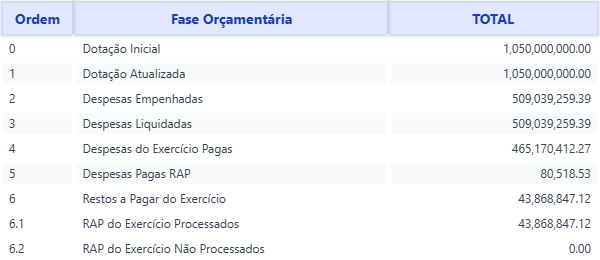 Ordem Fase Orçamentária TOTAL
0 Dotação Inicial 1,050,000,000.00
1 Dotação Atualizada 1,050,000,000.00
2 Despesas Empenhadas 509,039,259.39
3 Despesas Liquidadas 509,039,259.39
4 Despesas do Exercício Pagas 465,170,412.27
5 Despesas Pagas RAP 80,518.53
6 Restos a Pagar do Exercício 43,868,847.12
6.1 RAP do Exercício Processados 43,868,847.12
6.2 RAP do Exercício Não Processados 0.00